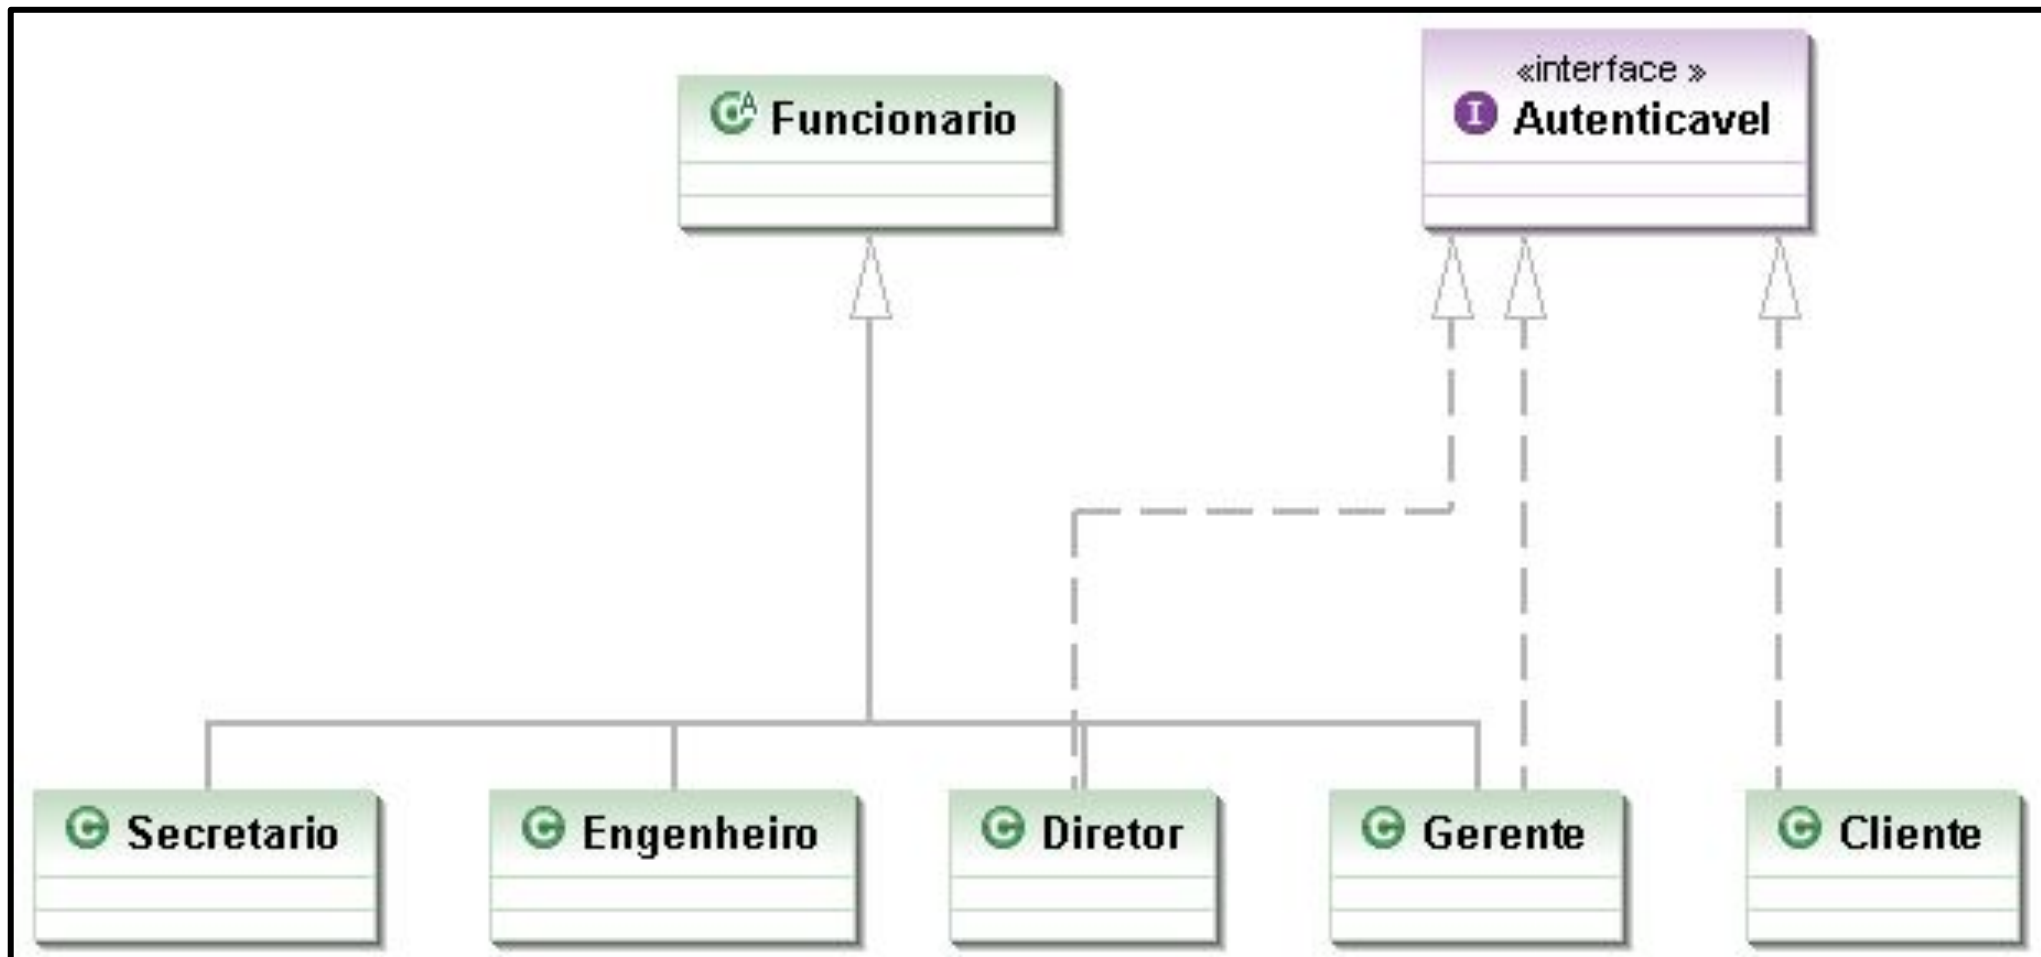 Funcionario
«interface »
I Autenticavel
C Secretario
C Engenheiro
C Diretor
C Gerente
C Cliente